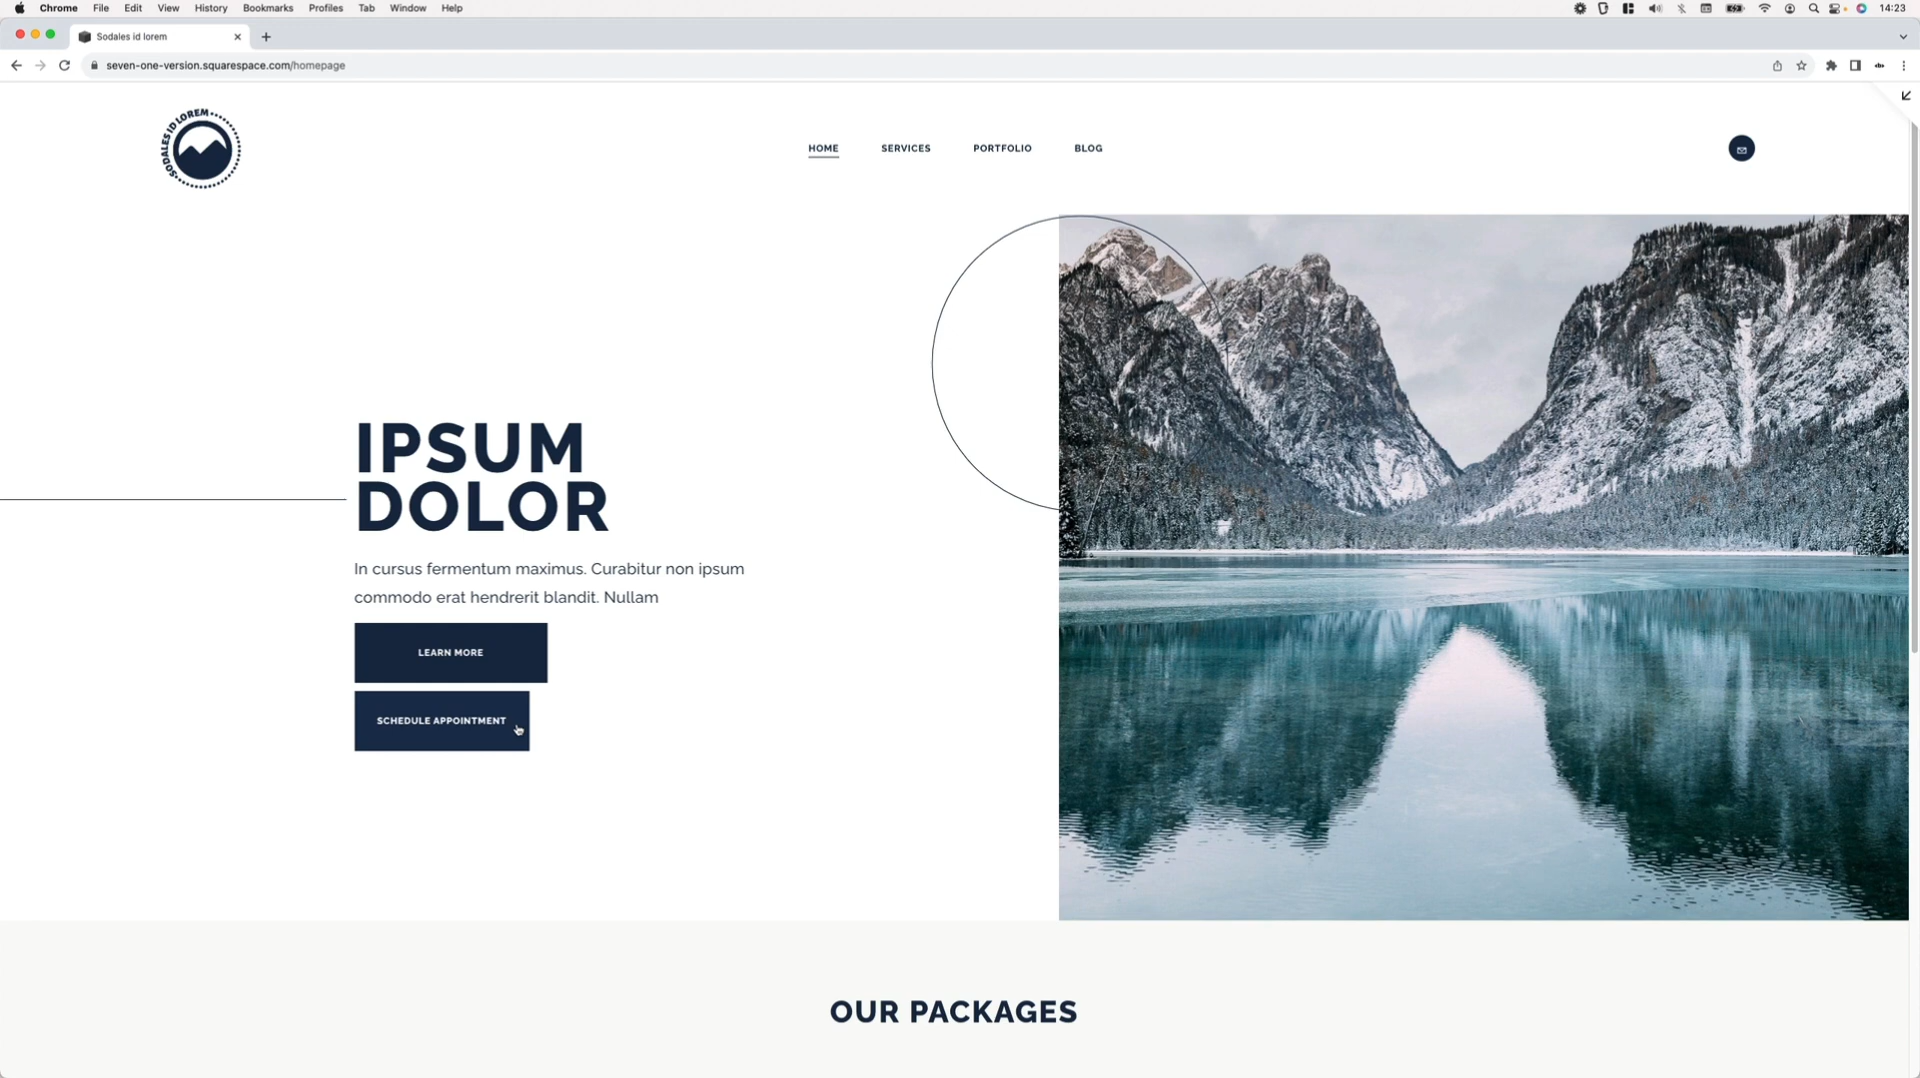 Chrome File Edit View History Bookmarks Profiles Tab Window Help 14:23
Sodales id lorem
seven-one-version.squarespace.com/homepage
SODALES ID LOREM
HOME SERVICES PORTFOLIO BLOG
IPSUM
DOLOR
In cursus fermentum maximus. Curabitur non ipsum
commodo erat hendrerit blandit. Nullam
LEARN MORE
SCHEDULE APPOINTMENT
OUR PACKAGES